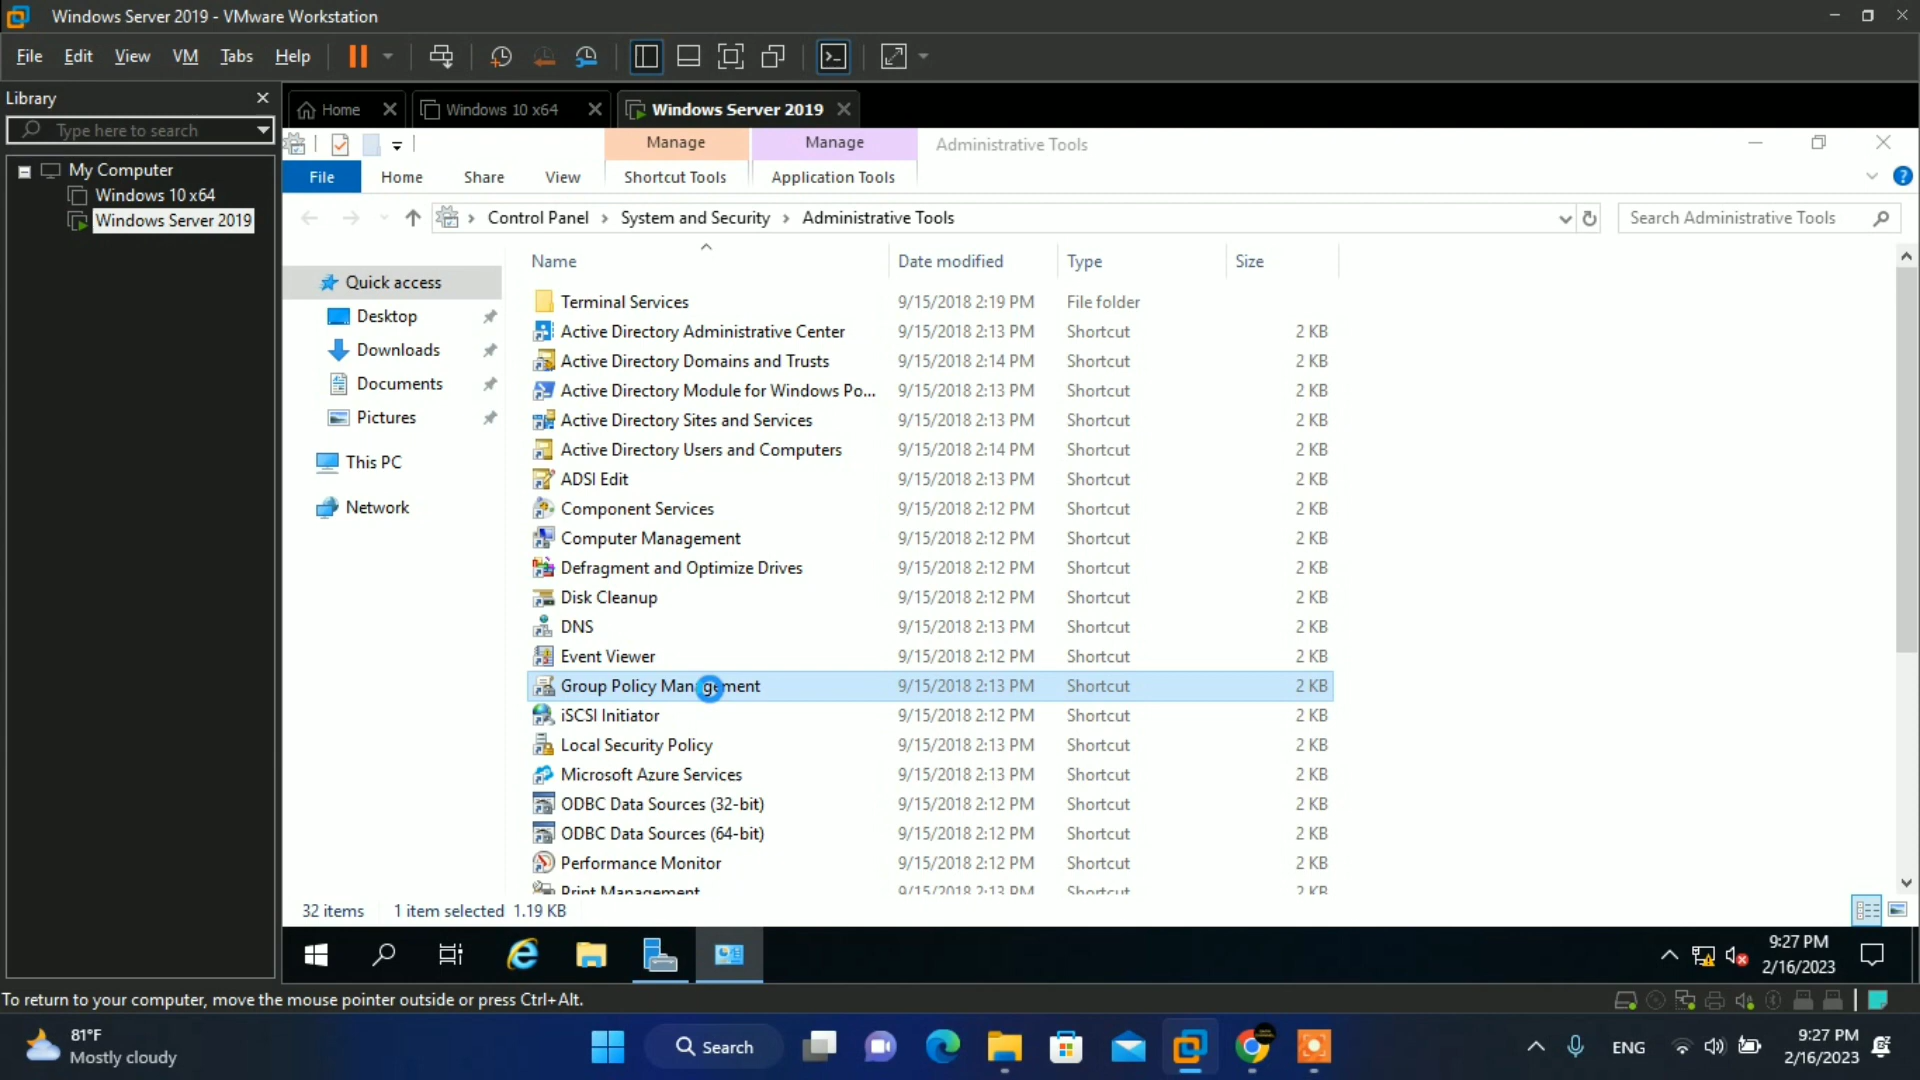 Windows Server 2019 - VMware Workstation
File Edit View VM Tabs Help
Library
Type here to search
My Computer
Windows 10 x64
Windows Server 2019
Home Windows 10 x64 Windows Server 2019
Manage Manage Administrative Tools
File Home Share View Shortcut Tools Application Tools
Control Panel System and Security Administrative Tools Search Administrative Tools
Quick access
Desktop
Downloads
Documents
Pictures
This PC
Network
Name Date modified Type Size
Terminal Services 9/15/2018 2:19 PM File folder
Active Directory Administrative Center 9/15/2018 2:13 PM Shortcut 2 KB
Active Directory Domains and Trusts 9/15/2018 2:14 PM Shortcut 2 KB
Active Directory Module for Windows Po... 9/15/2018 2:13 PM Shortcut 2 KB
Active Directory Sites and Services 9/15/2018 2:13 PM Shortcut 2 KB
Active Directory Users and Computers 9/15/2018 2:14 PM Shortcut 2 KB
ADSI Edit 9/15/2018 2:13 PM Shortcut 2 KB
Component Services 9/15/2018 2:12 PM Shortcut 2 KB
Computer Management 9/15/2018 2:12 PM Shortcut 2 KB
Defragment and Optimize Drives 9/15/2018 2:12 PM Shortcut 2 KB
Disk Cleanup 9/15/2018 2:12 PM Shortcut 2 KB
DNS 9/15/2018 2:13 PM Shortcut 2 KB
Event Viewer 9/15/2018 2:12 PM Shortcut 2 KB
Group Policy Management 9/15/2018 2:13 PM Shortcut 2 KB
iSCSI Initiator 9/15/2018 2:12 PM Shortcut 2 KB
Local Security Policy 9/15/2018 2:13 PM Shortcut 2 KB
Microsoft Azure Services 9/15/2018 2:13 PM Shortcut 2 KB
ODBC Data Sources (32-bit) 9/15/2018 2:12 PM Shortcut 2 KB
ODBC Data Sources (64-bit) 9/15/2018 2:12 PM Shortcut 2 KB
Performance Monitor 9/15/2018 2:12 PM Shortcut 2 KB
Print Management 9/15/2018 2:13 PM Shortcut 2 KB
32 items 1 item selected 1.19 KB
9:27 PM
2/16/2023
To return to your computer, move the mouse pointer outside or press Ctrl+Alt.
81°F
Mostly cloudy
Search
ENG
9:27 PM
2/16/2023